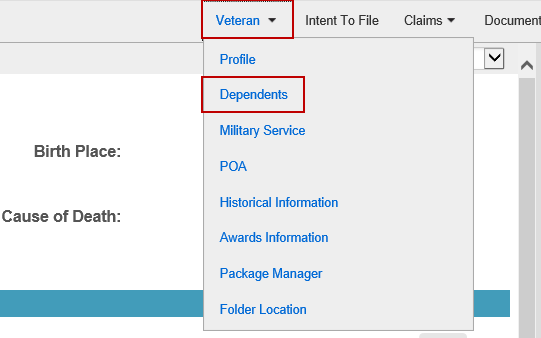 Veteran Intent To File Claims Document
Profile
Dependents
Military Service
Birth Place:
POA
Historical Information
Cause of Death:
Awards Information
Package Manager
Folder Location